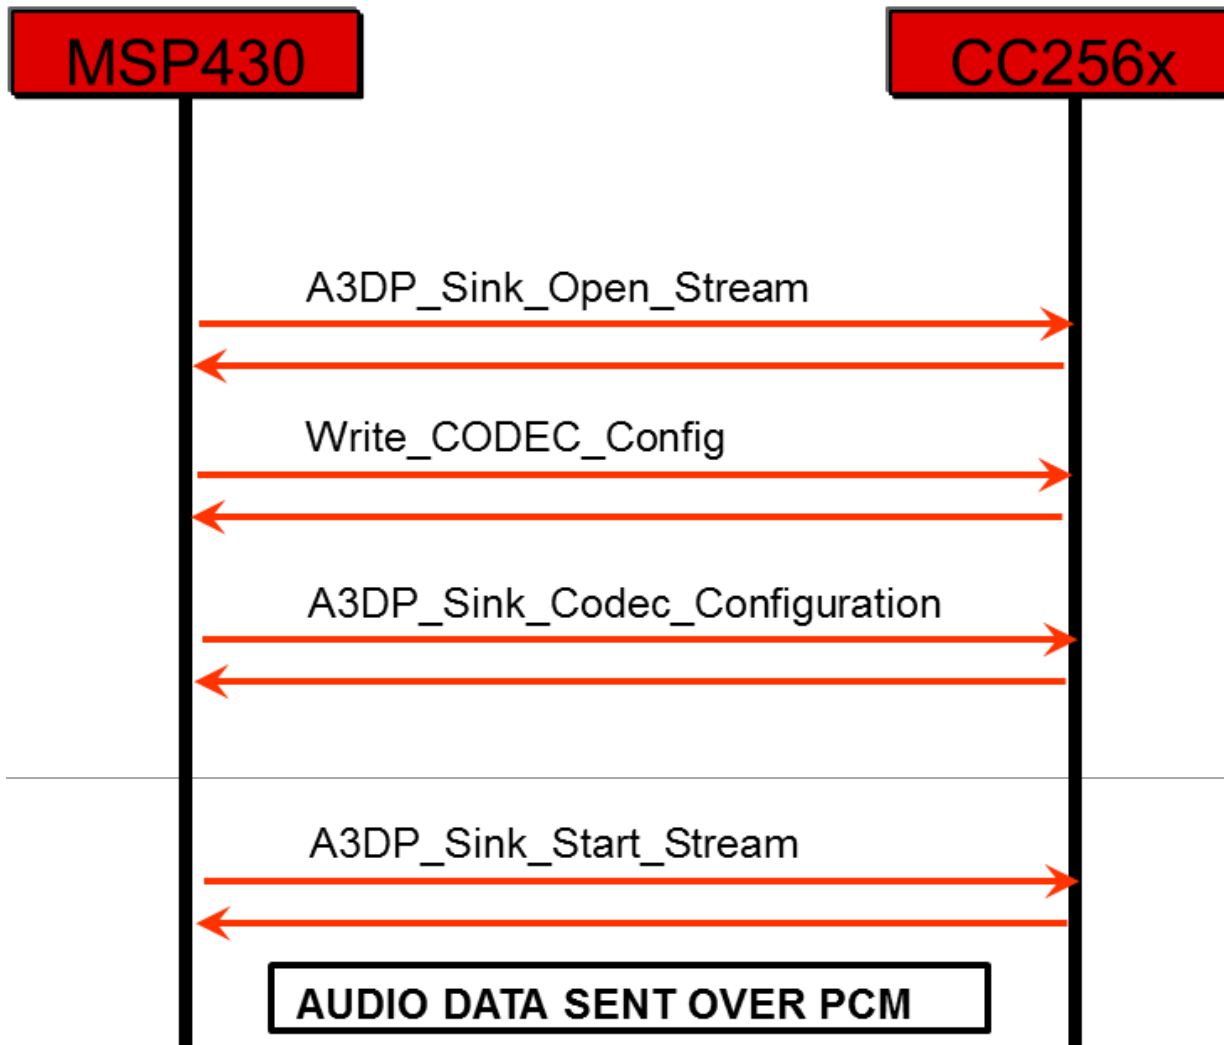 MSP430
CC256x
A3DP_Sink_Open_Stream
Write_CODEC_Config
A3DP_Sink_Codec_Configuration
A3DP_Sink_Start_Stream
AUDIO DATA SENT OVER PCM